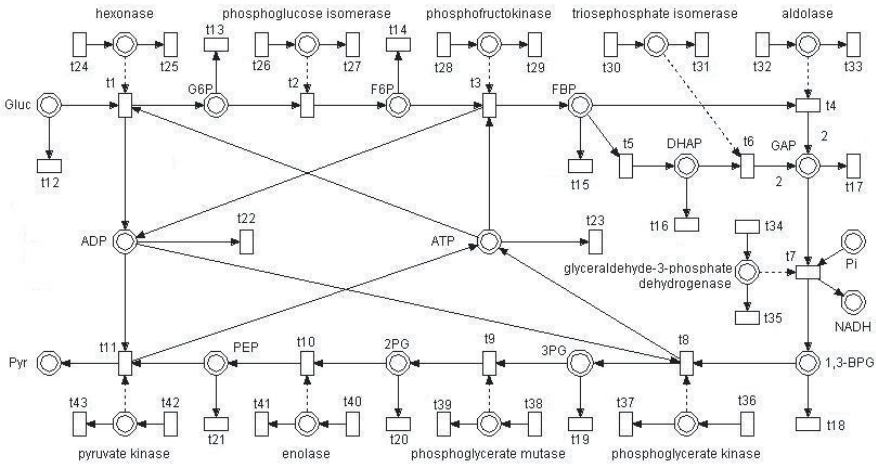 hexonase
phosphoglucose isomerase
phosphofructokinase
triosephosphate isomerase
aldolase
t13
t14
t24
t25
t26
t27
t28
t29
t30
t31
t32
t33
t1
t2
t3
Gluc
G6P
F6P
FBP
t4
2
t5
DHAP
t6
GAP
2
t12
t15
t17
t16
t22
t23
t34
ADP
ATP
t7
Pi
glyceraldehyde-3-phosphate
dehydrogenase
t35
NADH
t11
PEP
t10
2PG
t9
3PG
t8
Pyr
1,3-BPG
t43
t42
t41
t40
t39
t38
t37
t36
t21
t20
t19
t18
pyruvate kinase
enolase
phosphoglycerate mutase
phosphoglycerate kinase